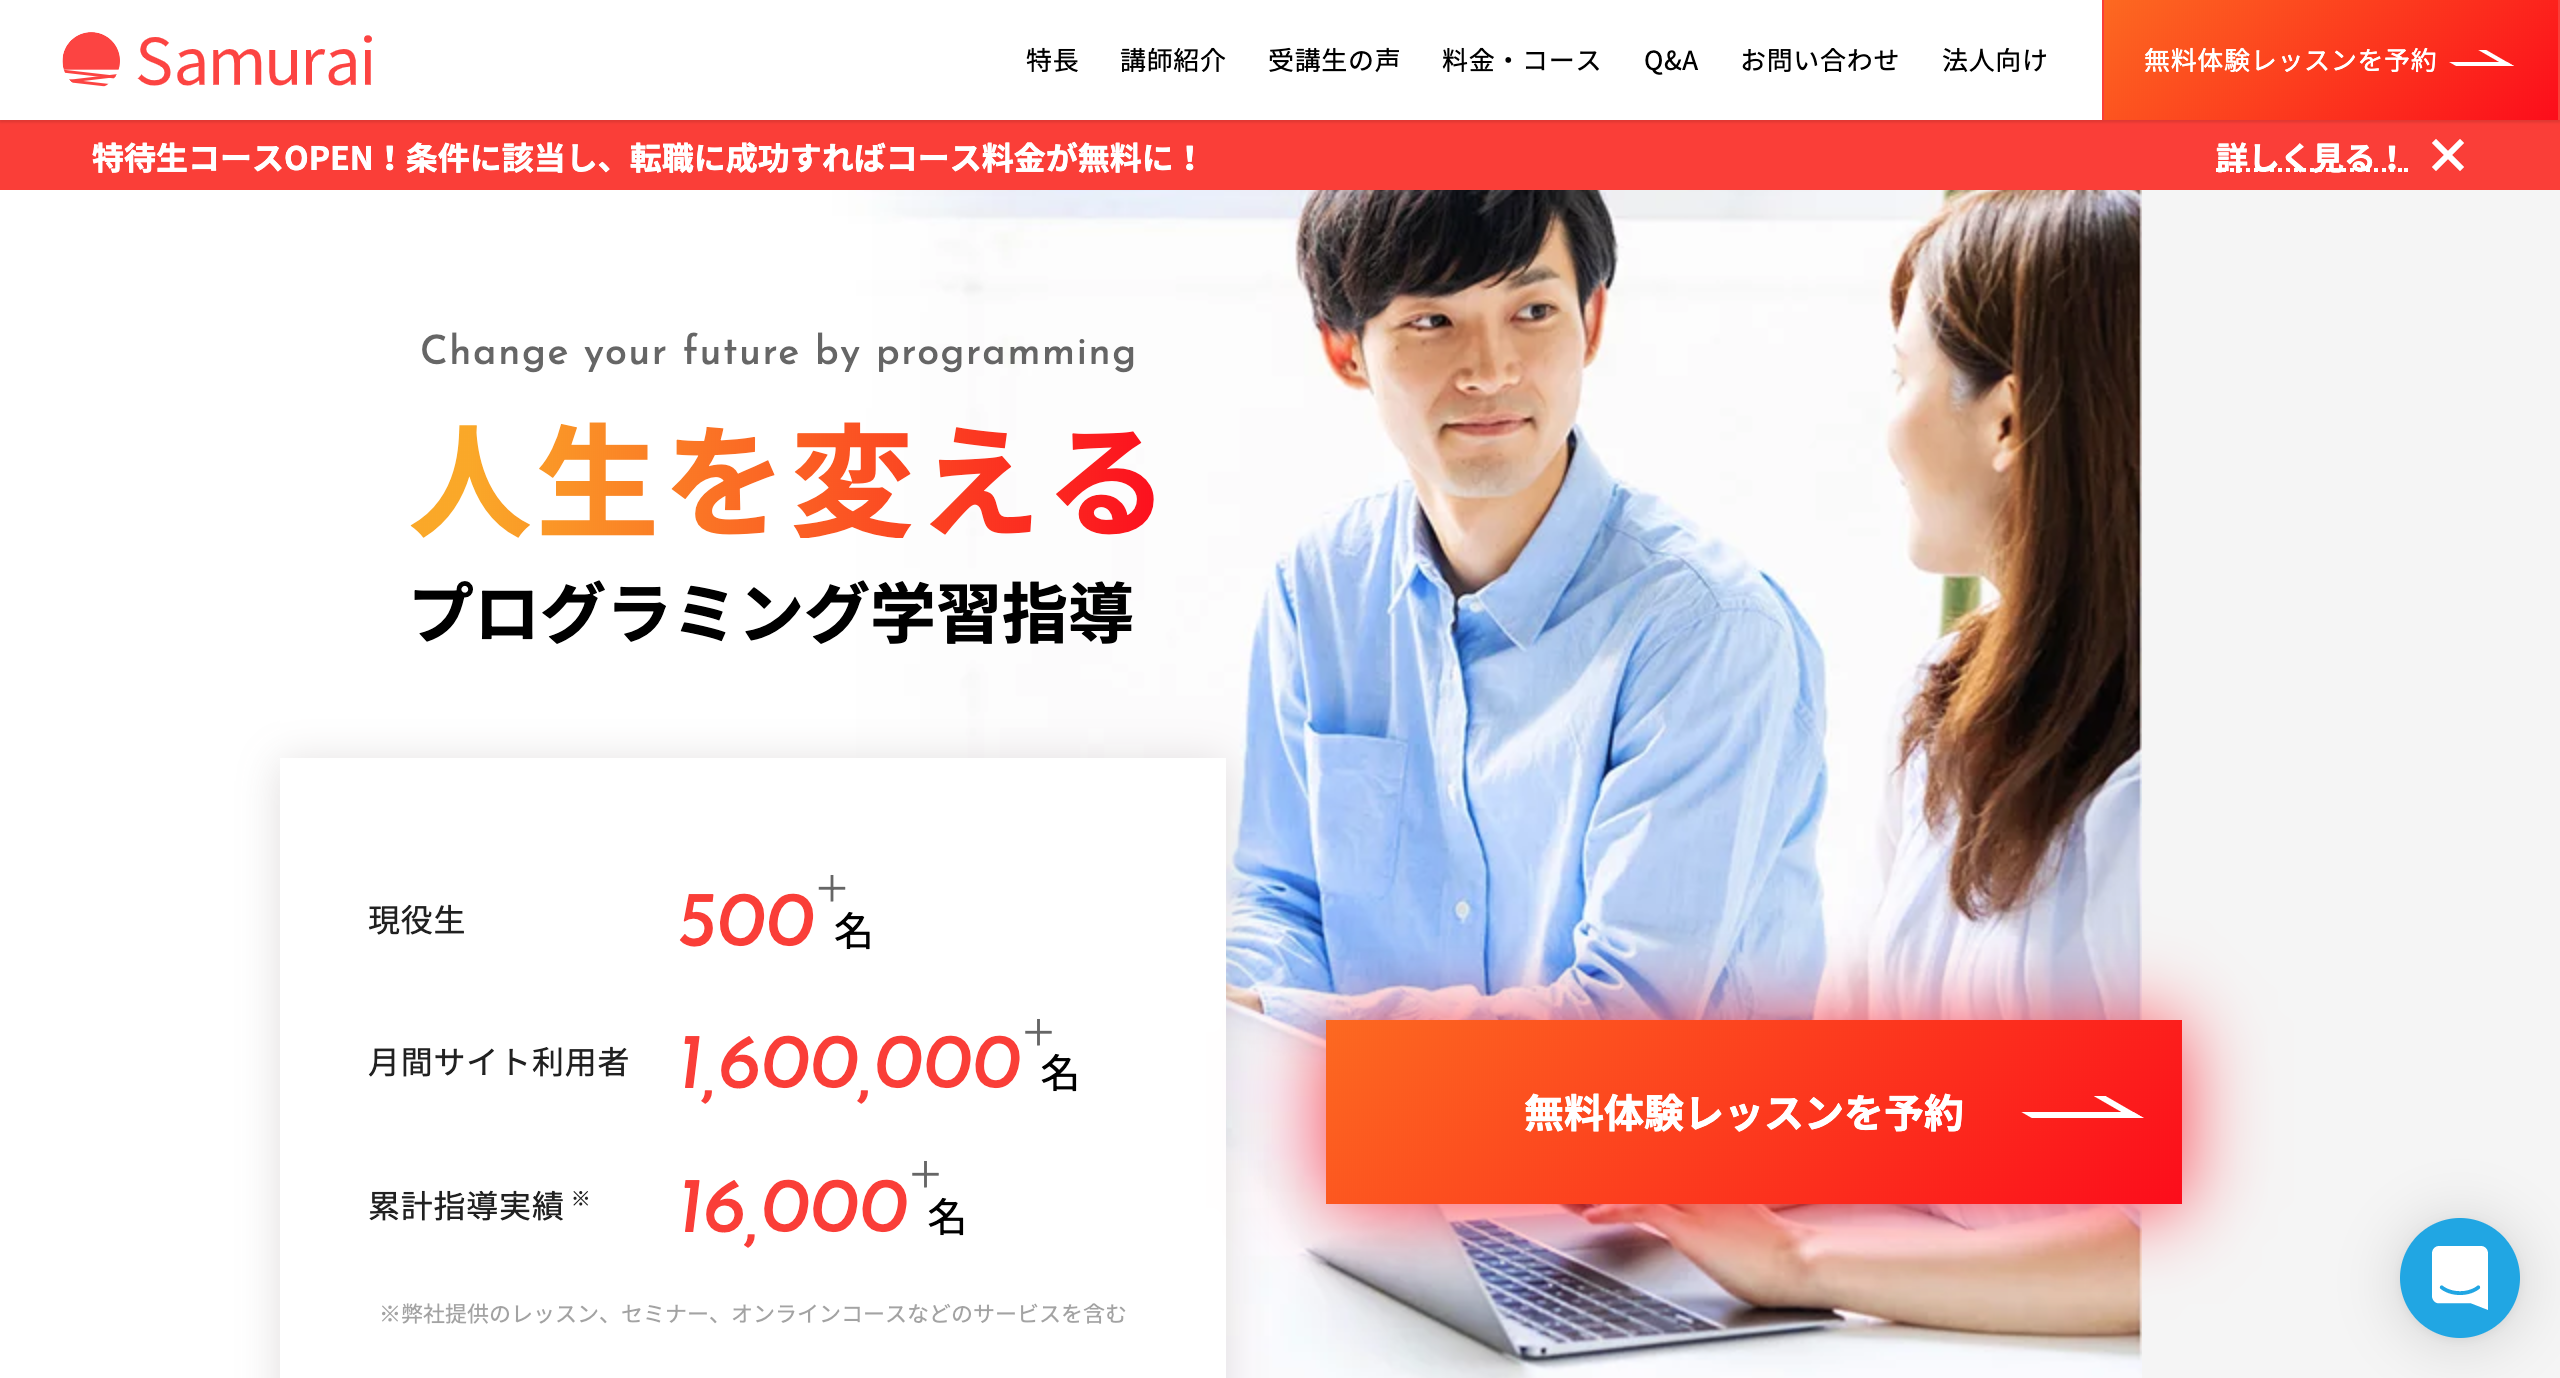 Samurai
特長 講師紹介 受講生の声 料金・コース Q&A お問い合わせ 法人向け 無料体験レッスンを予約
特待生コースOPEN！条件に該当し、転職に成功すればコース料金が無料に！ 詳しく見る！
Change your future by programming
人生を変える
プログラミング学習指導
現役生 500+名
月間サイト利用者 1,600,000+名
累計指導実績※ 16,000+名
※弊社提供のレッスン、セミナー、オンラインコースなどのサービスを含む
無料体験レッスンを予約